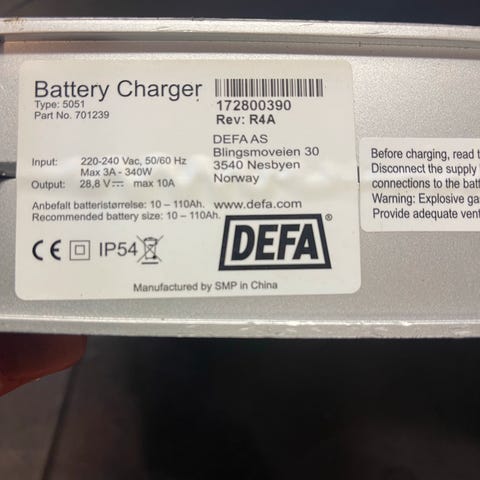 Battery Charger
Type: 5051
Part No. 701239
172800390
Rev: R4A
DEFA AS
Blingsmoveien 30
3540 Nesbyen
Norway
Input: 220-240 Vac, 50/60 Hz
Max 3A - 340W
Output: 28,8 V⎓ max 10A
Anbefalt batteristørrelse: 10 – 110Ah.
Recommended battery size: 10 – 110Ah.
www.defa.com
CE IP54
DEFA®
Manufactured by SMP in China
Before charging, read t
Disconnect the supply
connections to the batt
Warning: Explosive ga
Provide adequate vent